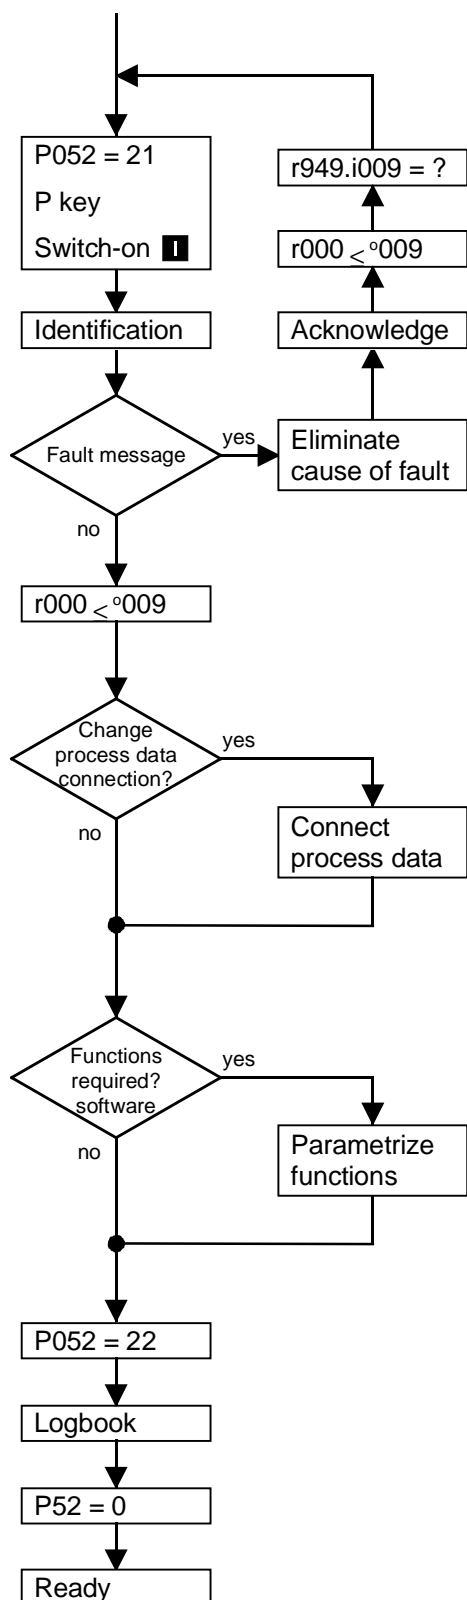 P052 = 21
P key
Switch-on I
r949.i009 = ?
r000 ≤ °009
Identification
Acknowledge
Fault message
yes
Eliminate
cause of fault
no
r000 ≤ °009
Change
process data
connection?
yes
no
Connect
process data
Functions
required?
software
yes
no
Parametrize
functions
P052 = 22
Logbook
P52 = 0
Ready